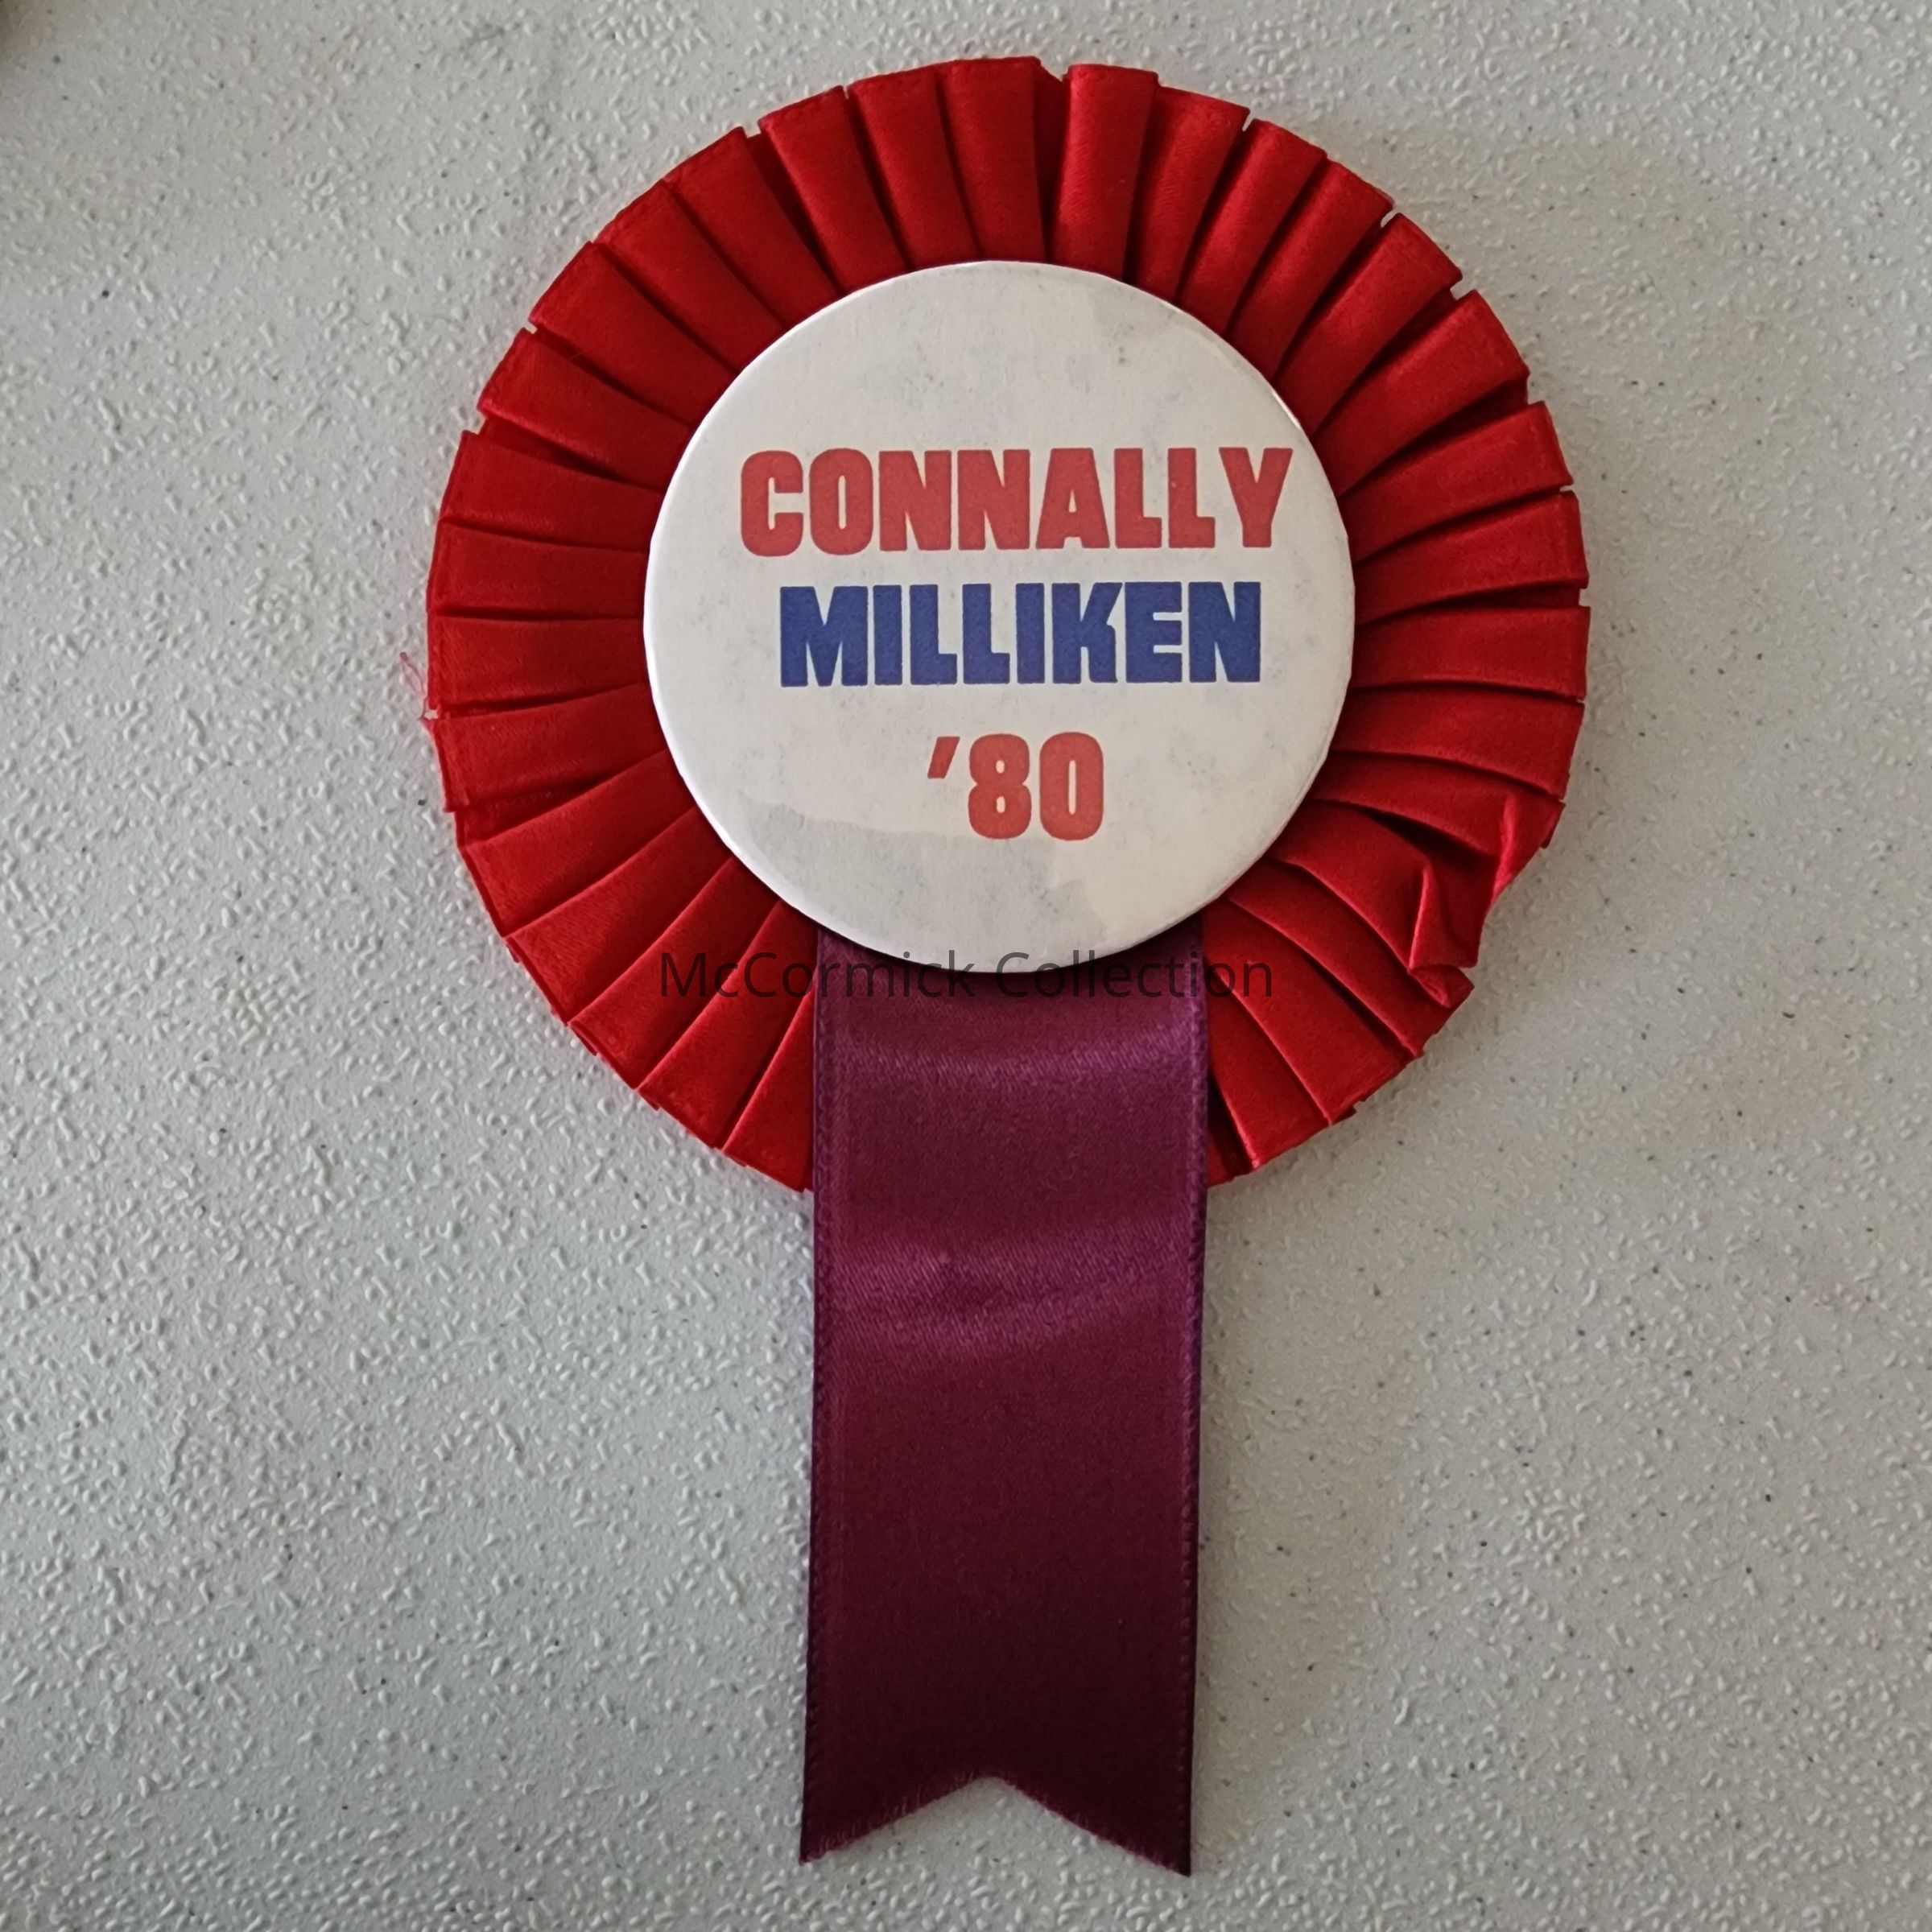 CONNALLY
MILLIKEN
'80
McCormick Collection